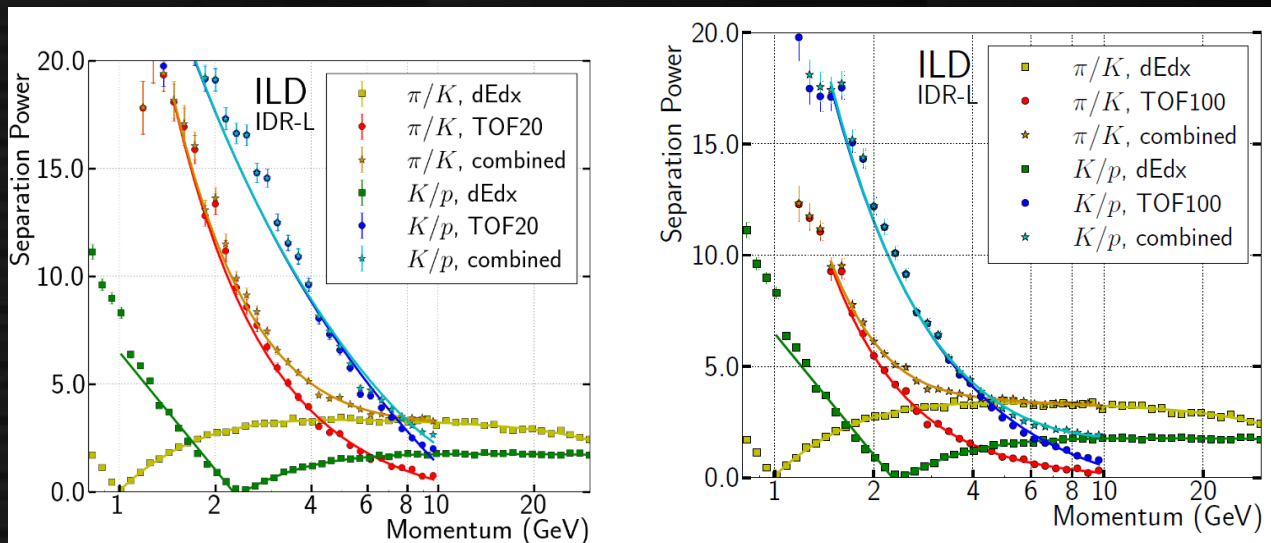 Separation Power
20.0
15.0
10.0
5.0
0.0
ILD
IDR-L
π/K, dEdx
π/K, TOF20
π/K, combined
K/p, dEdx
K/p, TOF20
K/p, combined
1 2 4 6 8 10 20
Momentum (GeV)
Separation Power
20.0
15.0
10.0
5.0
0.0
ILD
IDR-L
π/K, dEdx
π/K, TOF100
π/K, combined
K/p, dEdx
K/p, TOF100
K/p, combined
1 2 4 6 8 10 20
Momentum (GeV)